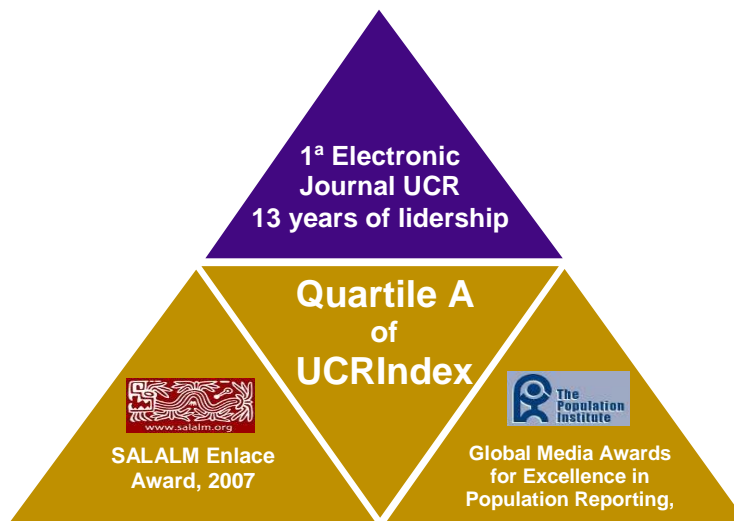 1ª Electronic
Journal UCR
13 years of lidership
Quartile A
of
UCRIndex
www.salalm.org
SALALM Enlace
Award, 2007
The
Population
Institute
Global Media Awards
for Excellence in
Population Reporting,